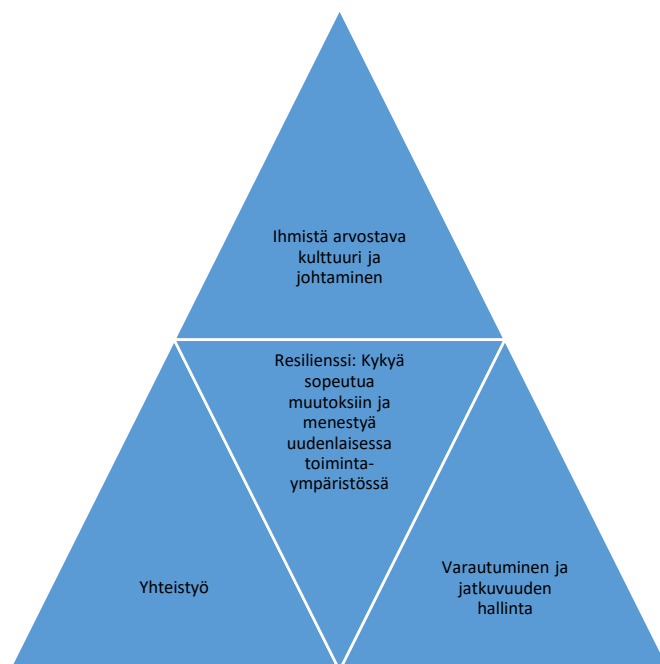 Ihmistä arvostava
kulttuuri ja
johtaminen
Resilienssi: Kykyä
sopeutua
muutoksiin ja
menestyä
uudenlaisessa
toiminta-
ympäristössä
Yhteistyö
Varautuminen ja
jatkuvuuden
hallinta